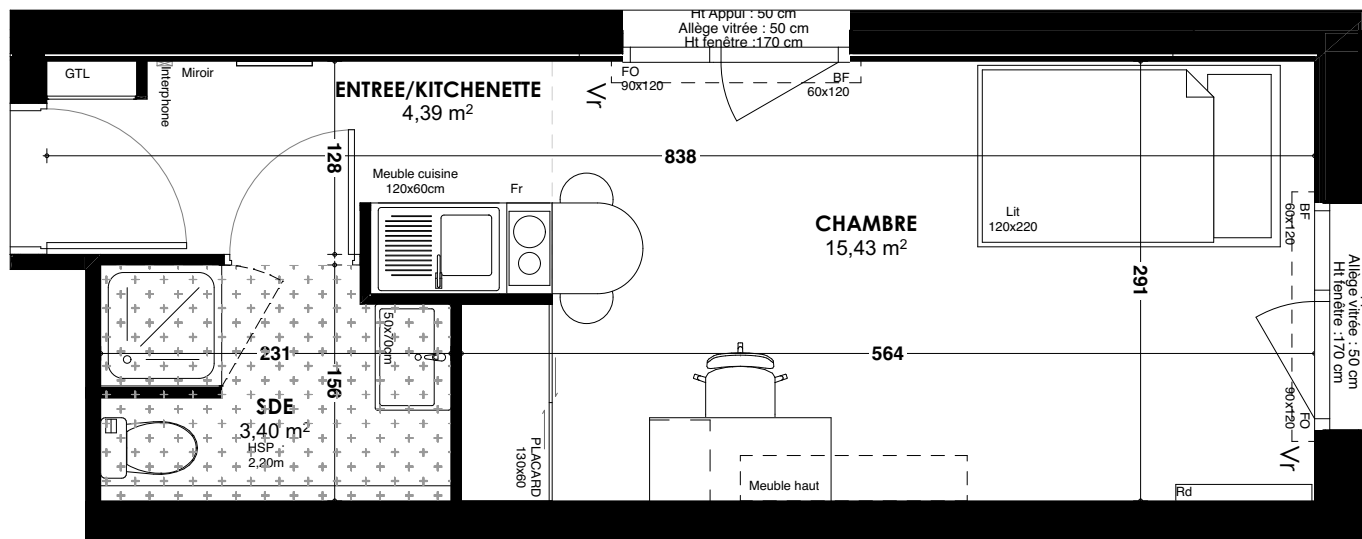 Ht Appui : 50 cm
Allège vitrée : 50 cm
Ht fenêtre :170 cm
GTL
Interphone
Miroir
ENTREE/KITCHENETTE
4,39 m²
FO
90x120
Vr
BF
60x120
128
838
Meuble cuisine
120x60cm
Fr
CHAMBRE
15,43 m²
Lit
120x220
BF
60x120
Allège vitrée : 50 cm
Ht fenêtre :170 cm
291
50x70cm
231
156
564
SDE
3,40 m²
HSP :
2,20m
PLACARD
130x60
Meuble haut
FO
90x120
Vr
Rd